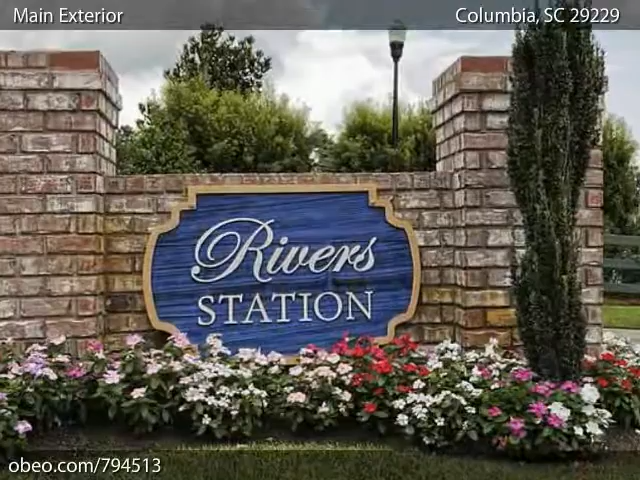 Main Exterior
Columbia, SC 29229
Rivers
STATION
obeo.com/794513